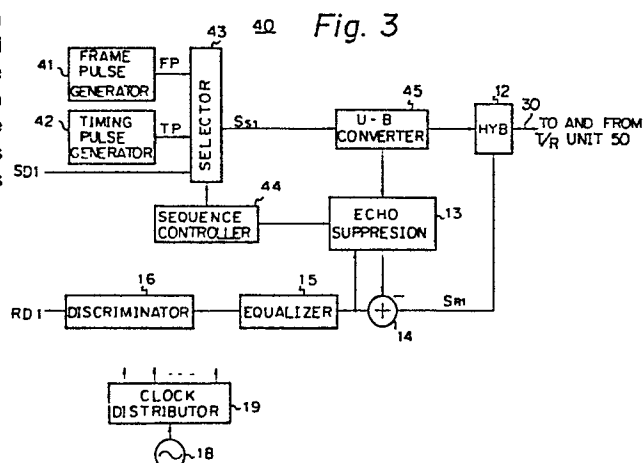 40
Fig. 3
43
41
FRAME
PULSE
GENERATOR
FP
42
TIMING
PULSE
GENERATOR
TP
SD1
SELECTOR
SS1
45
U-B
CONVERTER
12
HYB
30
TO AND FROM
T/R UNIT 50
44
SEQUENCE
CONTROLLER
ECHO
SUPPRESION
13
16
RD1
DISCRIMINATOR
15
EQUALIZER
+
-
14
SR1
CLOCK
DISTRIBUTOR
19
18